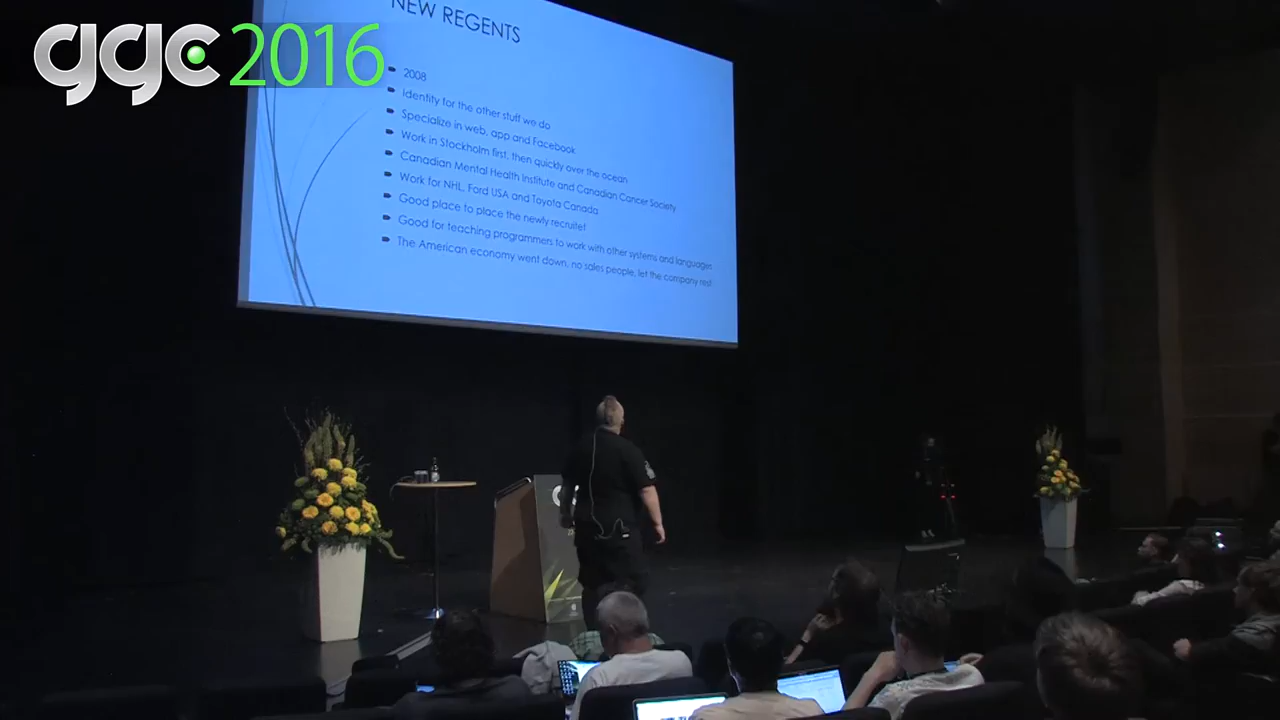 ggc 2016
NEW REGENTS
2008
Identity for the other stuff we do
Specialize in web, app and Facebook
Work in Stockholm first, then quickly over the ocean
Canadian Mental Health Institute and Canadian Cancer Society
Work for NHL, Ford USA and Toyota Canada
Good place to place the newly recruitet
Good for teaching programmers to work with other systems and languages
The American economy went down, no sales people, let the company rest